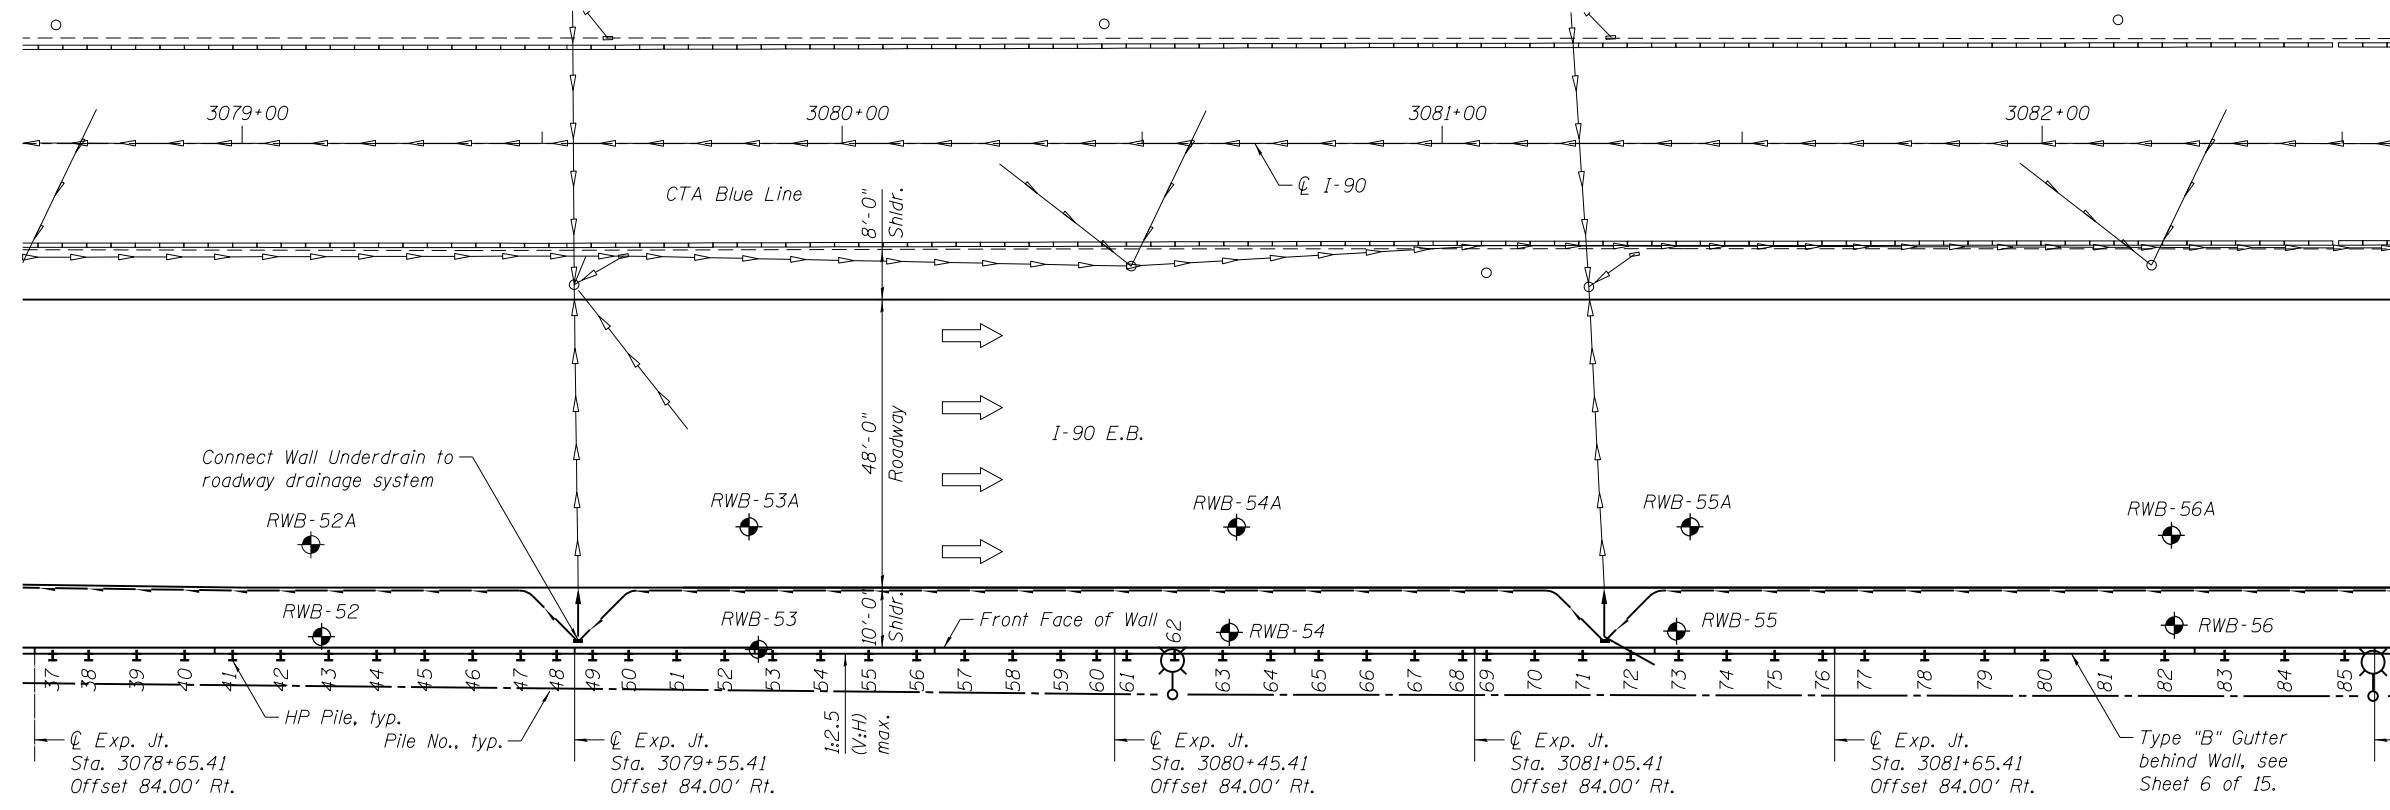 3079+00
3080+00
3081+00
3082+00
CTA Blue Line
8'-0"
Shldr.
℄ I-90
48'-0"
Roadway
I-90 E.B.
Connect Wall Underdrain to
roadway drainage system
RWB-52A
RWB-53A
RWB-54A
RWB-55A
RWB-56A
RWB-52
RWB-53
10'-0"
Shldr.
Front Face of Wall
RWB-54
RWB-55
RWB-56
37 38 39 40 41 42 43 44 45 46 47 48 49 50 51 52 53 54 55 56 57 58 59 60 61 62 63 64 65 66 67 68 69 70 71 72 73 74 75 76 77 78 79 80 81 82 83 84 85
HP Pile, typ.
Pile No., typ.
1:2.5
(V:H)
max.
℄ Exp. Jt.
Sta. 3078+65.41
Offset 84.00' Rt.
℄ Exp. Jt.
Sta. 3079+55.41
Offset 84.00' Rt.
℄ Exp. Jt.
Sta. 3080+45.41
Offset 84.00' Rt.
℄ Exp. Jt.
Sta. 3081+05.41
Offset 84.00' Rt.
℄ Exp. Jt.
Sta. 3081+65.41
Offset 84.00' Rt.
Type "B" Gutter
behind Wall, see
Sheet 6 of 15.